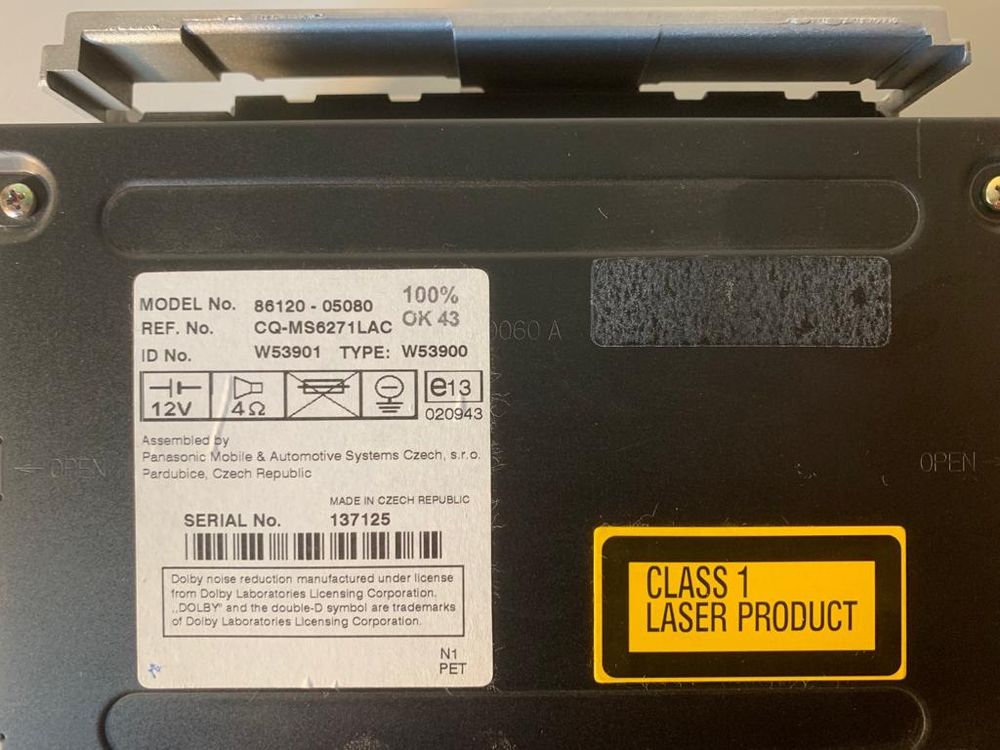 MODEL No. 86120 - 05080
100%
REF. No. CQ-MS6271LAC
OK 43
ID No. W53901 TYPE: W53900
12V
4Ω
e13
020943
Assembled by
Panasonic Mobile & Automotive Systems Czech, s.r.o.
Pardubice, Czech Republic
MADE IN CZECH REPUBLIC
SERIAL No. 137125
Dolby noise reduction manufactured under license
from Dolby Laboratories Licensing Corporation.
„DOLBY" and the double-D symbol are trademarks
of Dolby Laboratories Licensing Corporation.
N1
PET
0060 A
← OPEN
OPEN →
CLASS 1
LASER PRODUCT